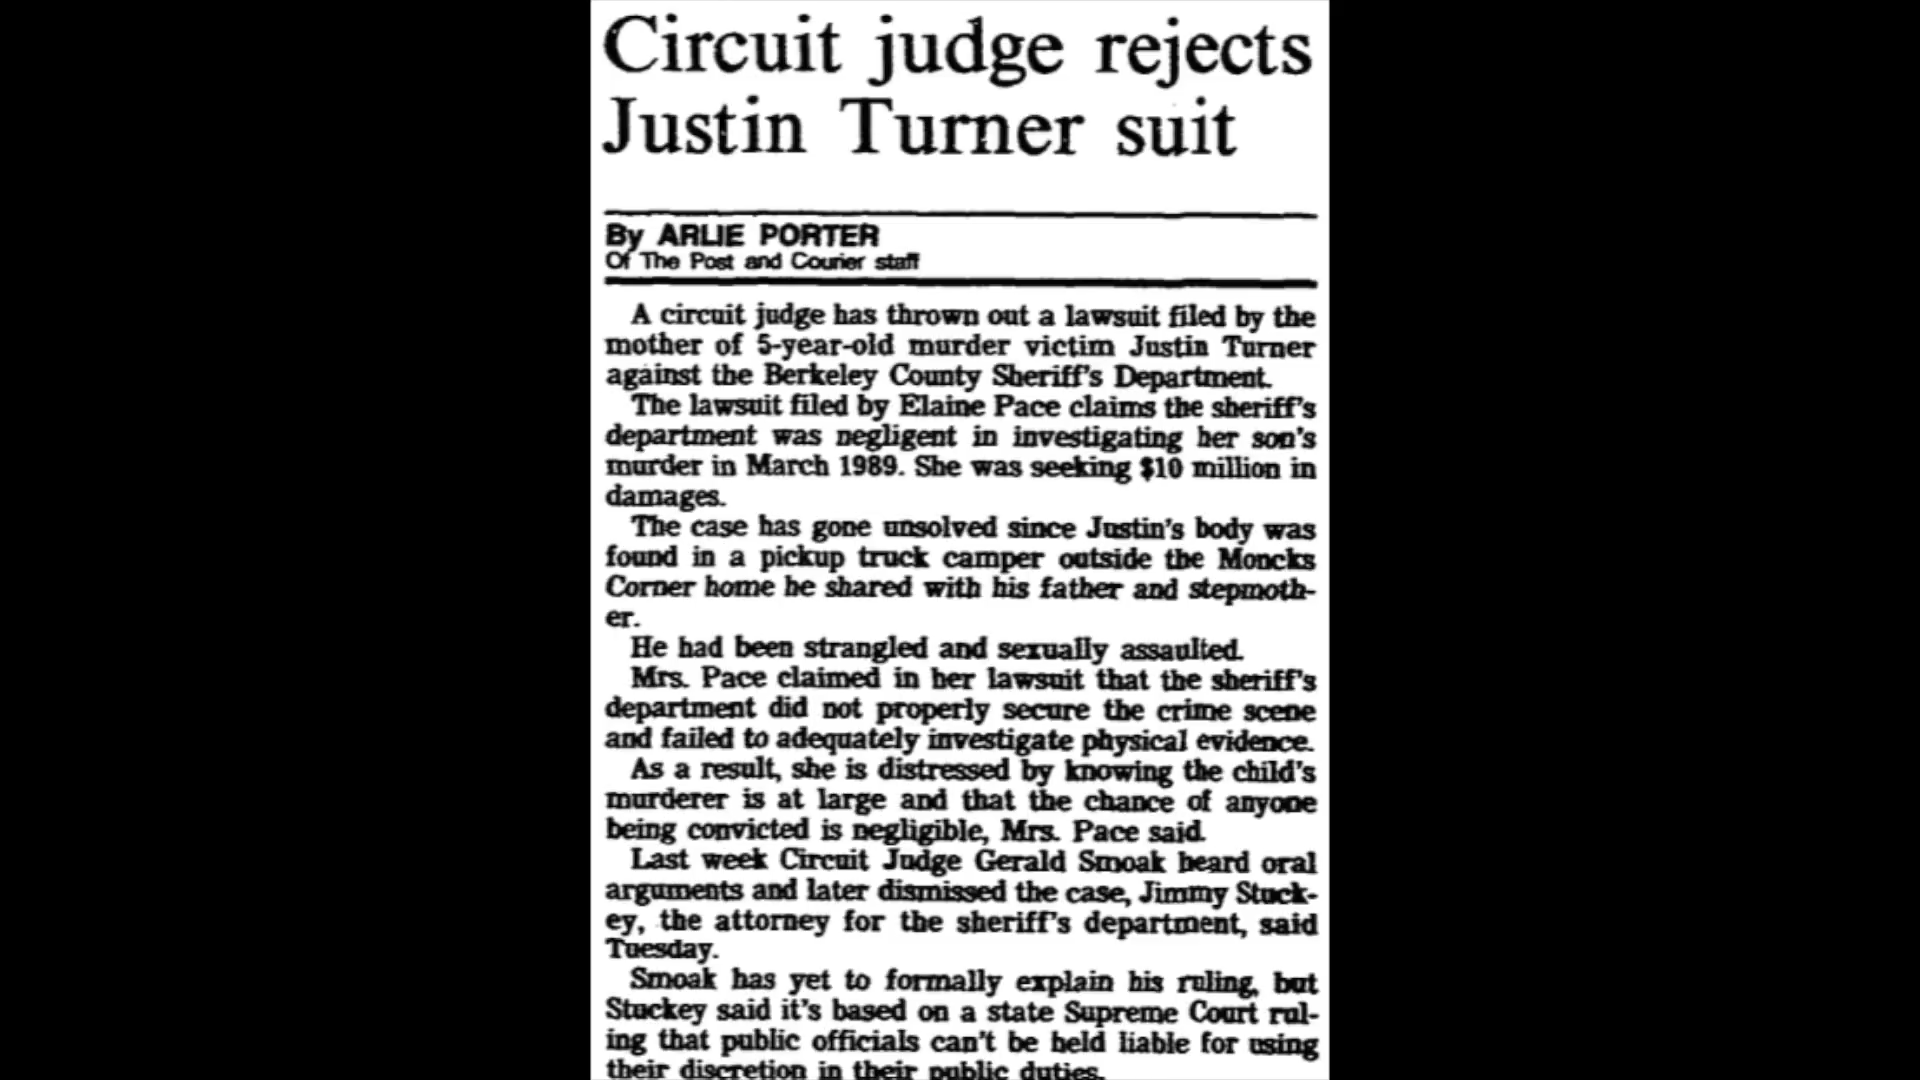 Circuit judge rejects
Justin Turner suit
By ARLIE PORTER
Of The Post and Courier staff
A circuit judge has thrown out a lawsuit filed by the
mother of 5-year-old murder victim Justin Turner
against the Berkeley County Sheriff's Department.
The lawsuit filed by Elaine Pace claims the sheriff's
department was negligent in investigating her son's
murder in March 1989. She was seeking $10 million in
damages.
The case has gone unsolved since Justin's body was
found in a pickup truck camper outside the Moncks
Corner home he shared with his father and stepmoth-
er.
He had been strangled and sexually assaulted.
Mrs. Pace claimed in her lawsuit that the sheriff's
department did not properly secure the crime scene
and failed to adequately investigate physical evidence.
As a result, she is distressed by knowing the child's
murderer is at large and that the chance of anyone
being convicted is negligible, Mrs. Pace said.
Last week Circuit Judge Gerald Smoak heard oral
arguments and later dismissed the case, Jimmy Stuck-
ey, the attorney for the sheriff's department, said
Tuesday.
Smoak has yet to formally explain his ruling, but
Stuckey said it's based on a state Supreme Court rul-
ing that public officials can't be held liable for using
their discretion in their public duties.